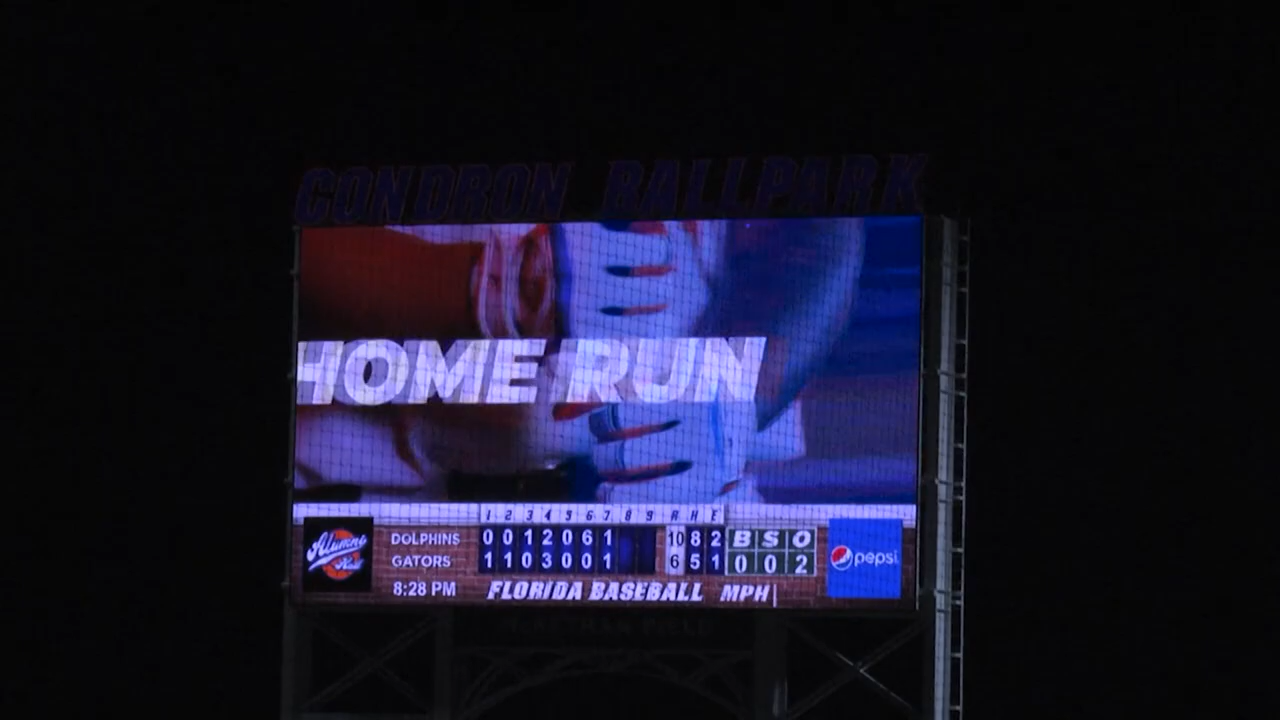 CONDRON BALLPARK
HOME RUN
1 2 3 4 5 6 7 8 9 R H E
DOLPHINS 0 0 1 2 0 6 1 10 8 2 B S O
GATORS 1 1 0 3 0 0 1 6 5 1 0 0 2
Alumni Hall
pepsi
8:28 PM FLORIDA BASEBALL MPH